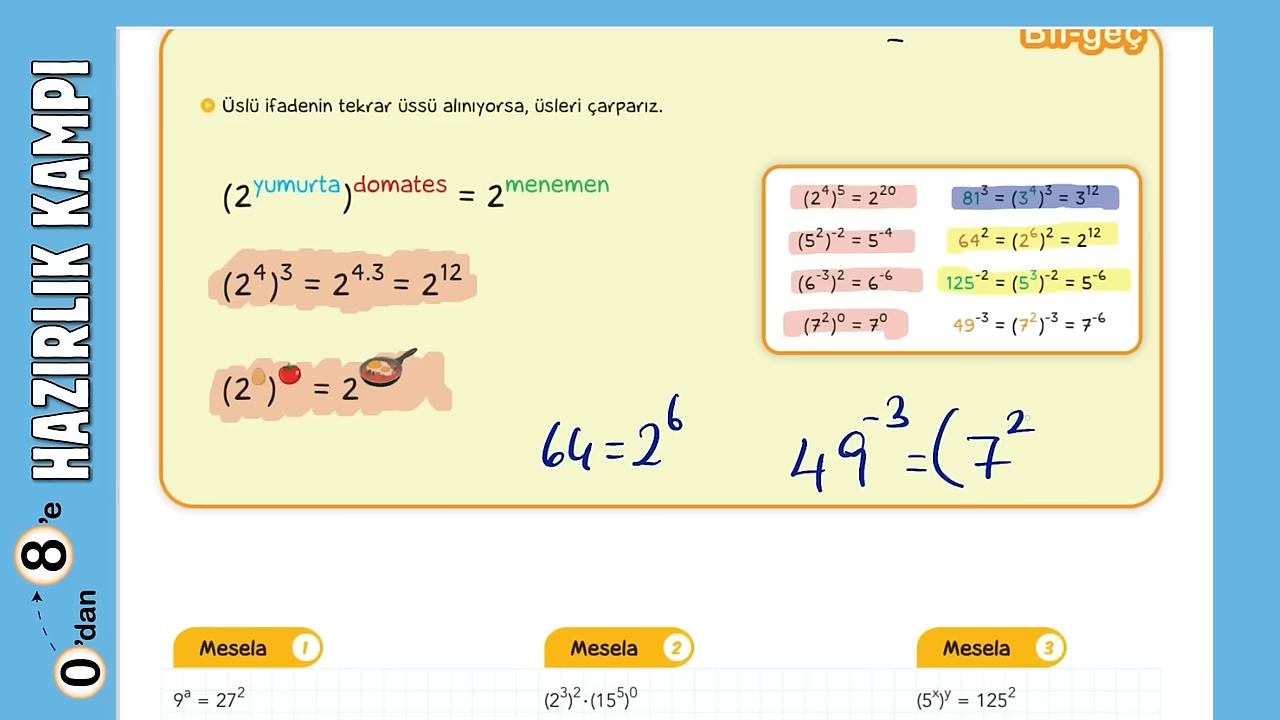 0'dan 8'e HAZIRLIK KAMPI
Bil-geç
Üslü ifadenin tekrar üssü alınıyorsa, üsleri çarparız.
(2^yumurta)^domates = 2^menemen
(2^4)^3 = 2^4.3 = 2^12
(2^🥚)^🍅 = 2^🍳
(2^4)^5 = 2^20
(5^2)^-2 = 5^-4
(6^-3)^2 = 6^-6
(7^2)^0 = 7^0
81^3 = (3^4)^3 = 3^12
64^2 = (2^6)^2 = 2^12
125^-2 = (5^3)^-2 = 5^-6
49^-3 = (7^2)^-3 = 7^-6
64 = 2^6
49^-3 = (7^2
Mesela 1
9^a = 27^2
Mesela 2
(2^3)^2 · (15^5)^0
Mesela 3
(5^x)^y = 125^2